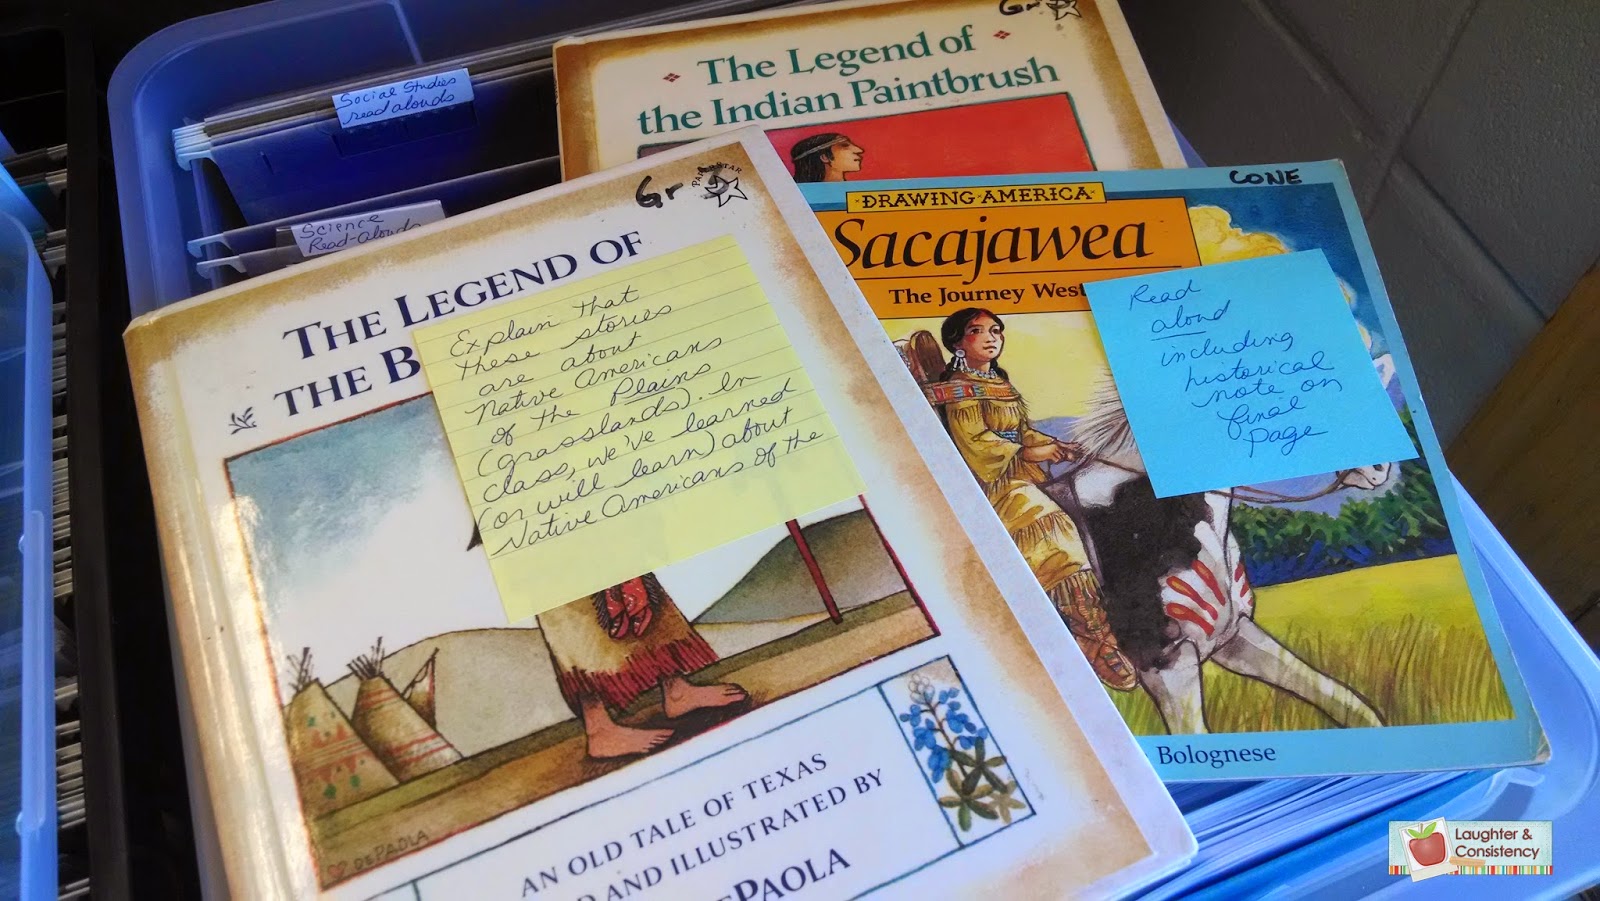 Social Studies
read alouds
Science
Read-Alouds
Gr
The Legend of
the Indian Paintbrush
Gr
PAPERSTAR
THE LEGEND OF
THE B
Explain that
these stories
are about
Native Americans
of the Plains
(grasslands). In
class, we've learned
(or will learn) about
Native Americans of the
DEPAOLA
AN OLD TALE OF TEXAS
D AND ILLUSTRATED BY
PAOLA
CONE
DRAWING AMERICA
Sacajawea
The Journey West
Read
aloud
including
historical
note on
final
page
Bolognese
Laughter &
Consistency